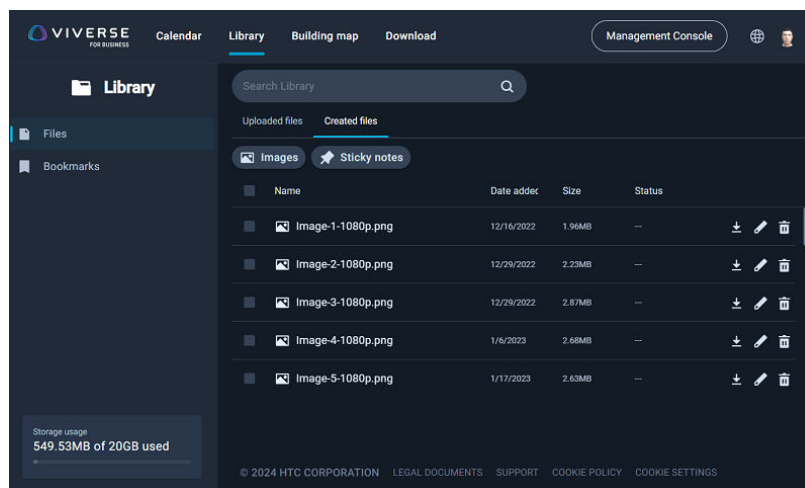 VIVERSE
FOR BUSINESS
Calendar Library Building map Download Management Console
Library
Files
Bookmarks
Storage usage
549.53MB of 20GB used
Search Library
Uploaded files Created files
Images Sticky notes
Name Date addec Size Status
Image-1-1080p.png 12/16/2022 1.96MB --
Image-2-1080p.png 12/29/2022 2.23MB --
Image-3-1080p.png 12/29/2022 2.87MB --
Image-4-1080p.png 1/6/2023 2.68MB --
Image-5-1080p.png 1/17/2023 2.63MB --
© 2024 HTC CORPORATION LEGAL DOCUMENTS SUPPORT COOKIE POLICY COOKIE SETTINGS